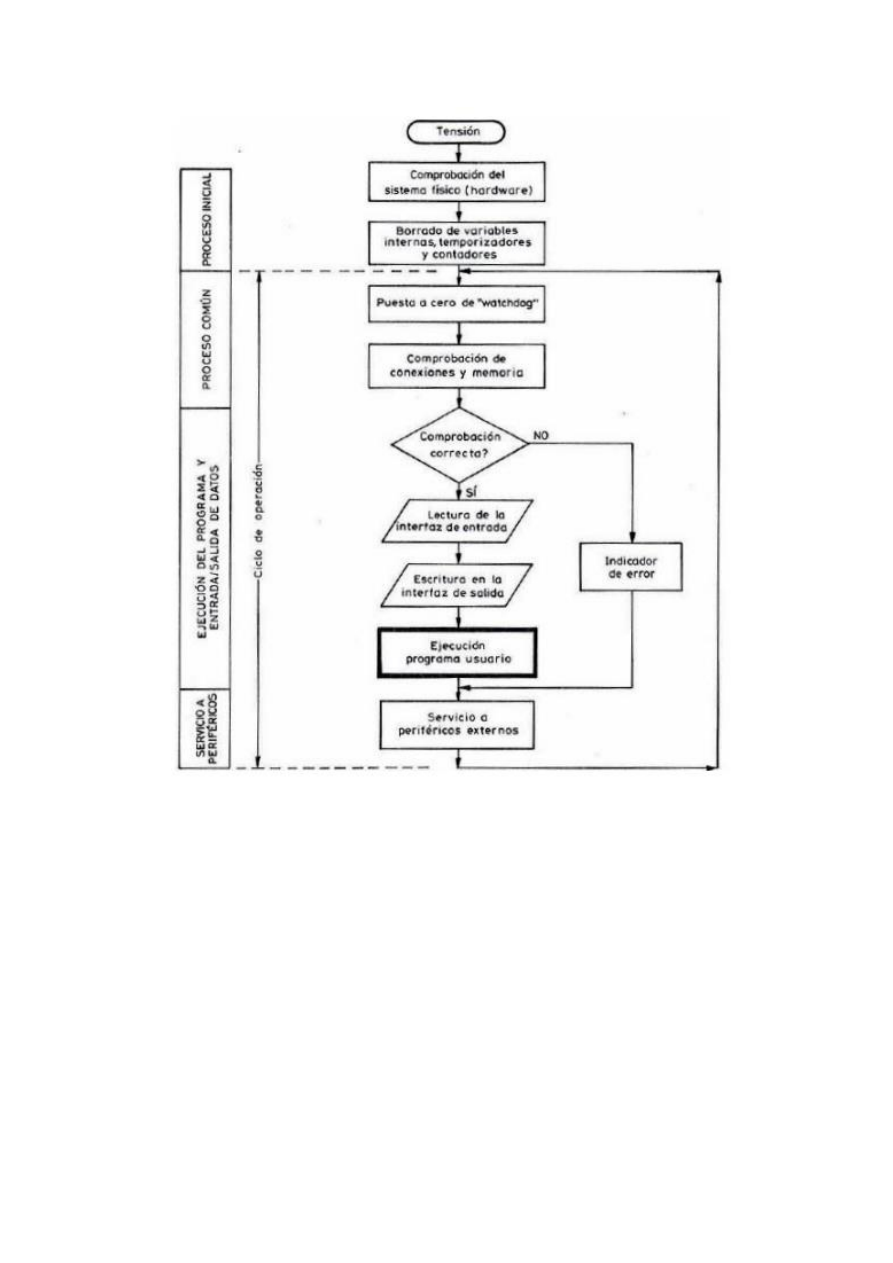 Tensión
Comprobación del
sistema físico (hardware)
Borrado de variables
internas, temporizadores
y contadores
Puesta a cero de "watchdog"
Comprobación de
conexiones y memoria
Comprobación
correcta?
NO
SÍ
Lectura de la
interfaz de entrada
Escritura en la
interfaz de salida
Indicador
de error
Ejecución
programa usuario
Servicio a
periféricos externos
PROCESO INICIAL
PROCESO COMÚN
EJECUCIÓN DEL PROGRAMA Y
ENTRADA/SALIDA DE DATOS
SERVICIO A
PERIFÉRICOS
Ciclo de operación